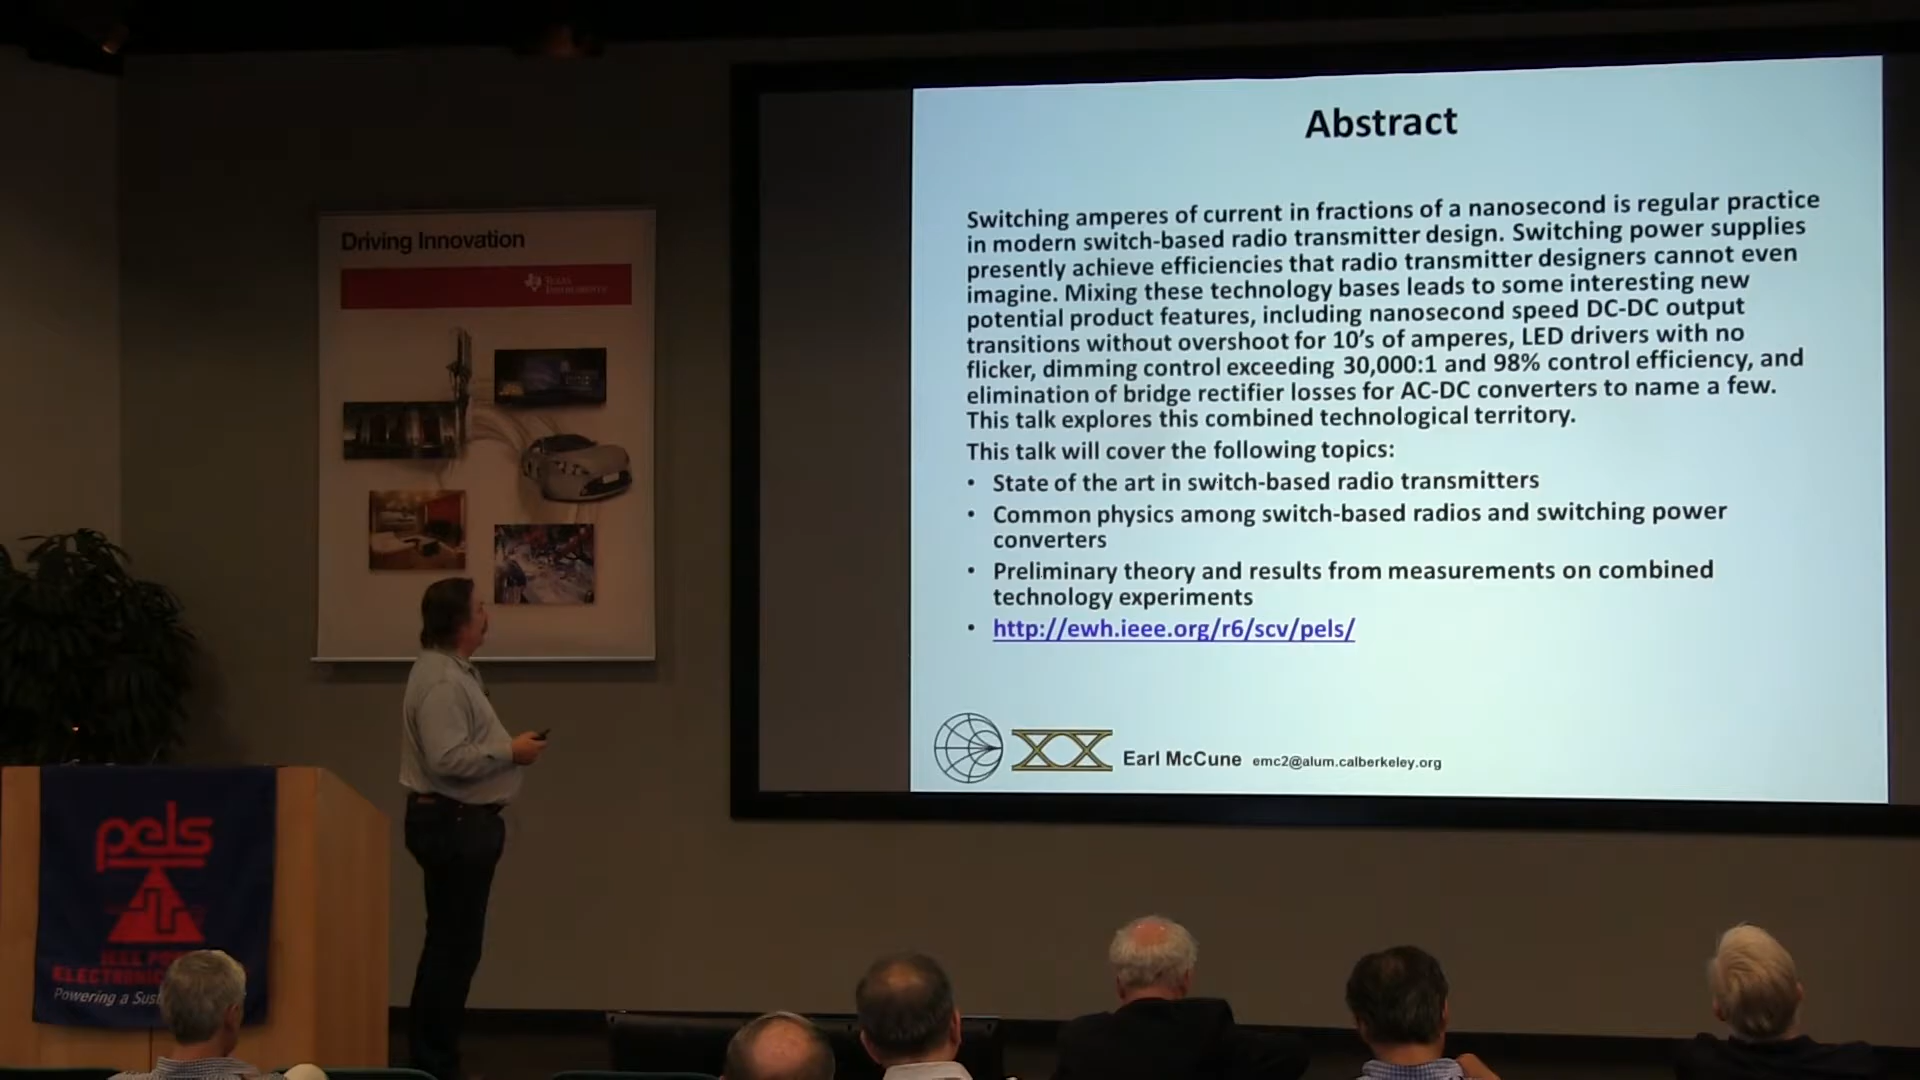 Driving Innovation
TEXAS
INSTRUMENTS
Abstract
Switching amperes of current in fractions of a nanosecond is regular practice
in modern switch-based radio transmitter design. Switching power supplies
presently achieve efficiencies that radio transmitter designers cannot even
imagine. Mixing these technology bases leads to some interesting new
potential product features, including nanosecond speed DC-DC output
transitions without overshoot for 10’s of amperes, LED drivers with no
flicker, dimming control exceeding 30,000:1 and 98% control efficiency, and
elimination of bridge rectifier losses for AC-DC converters to name a few.
This talk explores this combined technological territory.
This talk will cover the following topics:
• State of the art in switch-based radio transmitters
• Common physics among switch-based radios and switching power
converters
• Preliminary theory and results from measurements on combined
technology experiments
• http://ewh.ieee.org/r6/scv/pels/
Earl McCune emc2@alum.calberkeley.org
pels
IEEE
Powering a